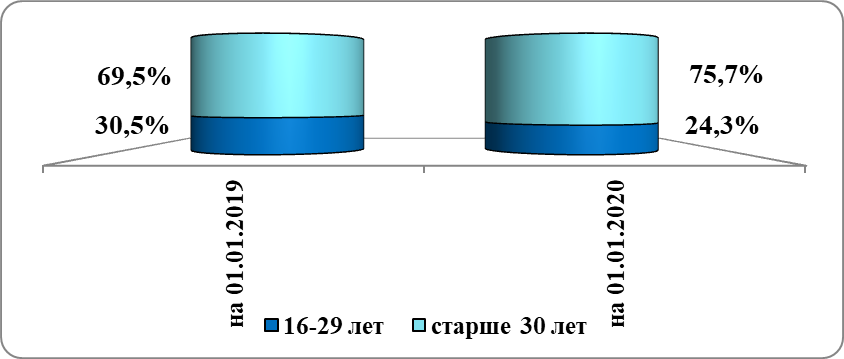 69,5%
75,7%
30,5%
24,3%
на 01.01.2019
на 01.01.2020
16-29 лет
старше 30 лет